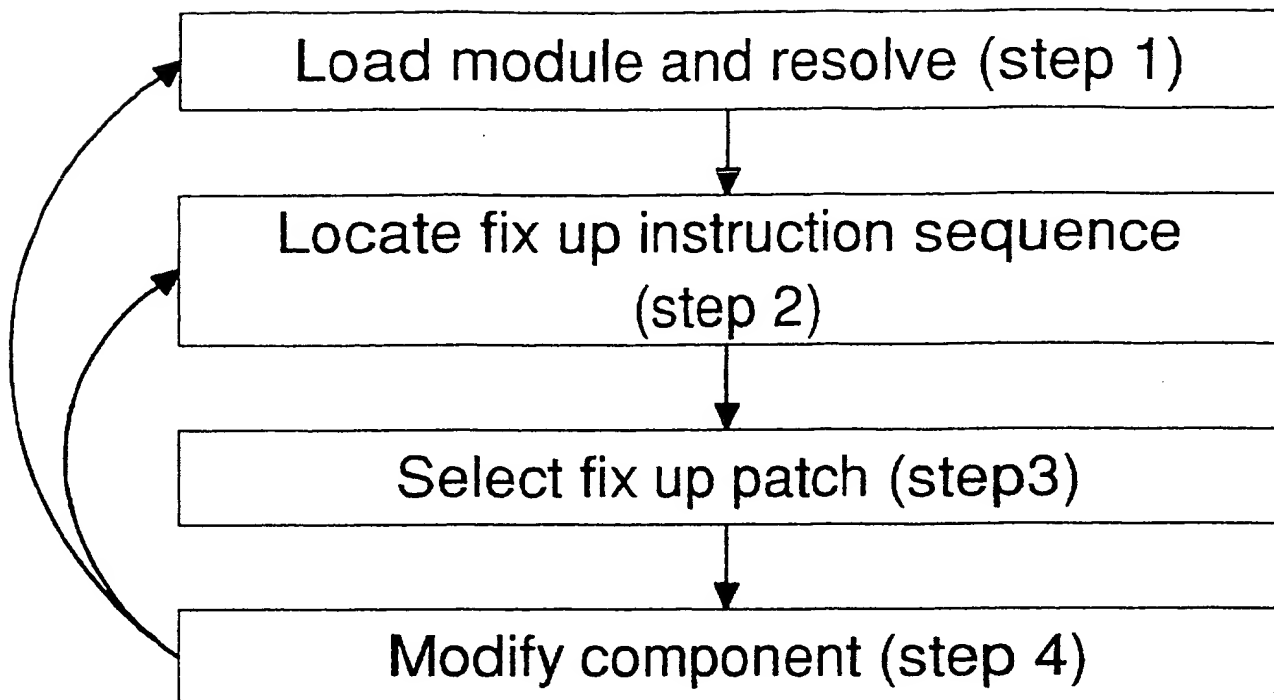 Load module and resolve (step 1)
Locate fix up instruction sequence
(step 2)
Select fix up patch (step3)
Modify component (step 4)